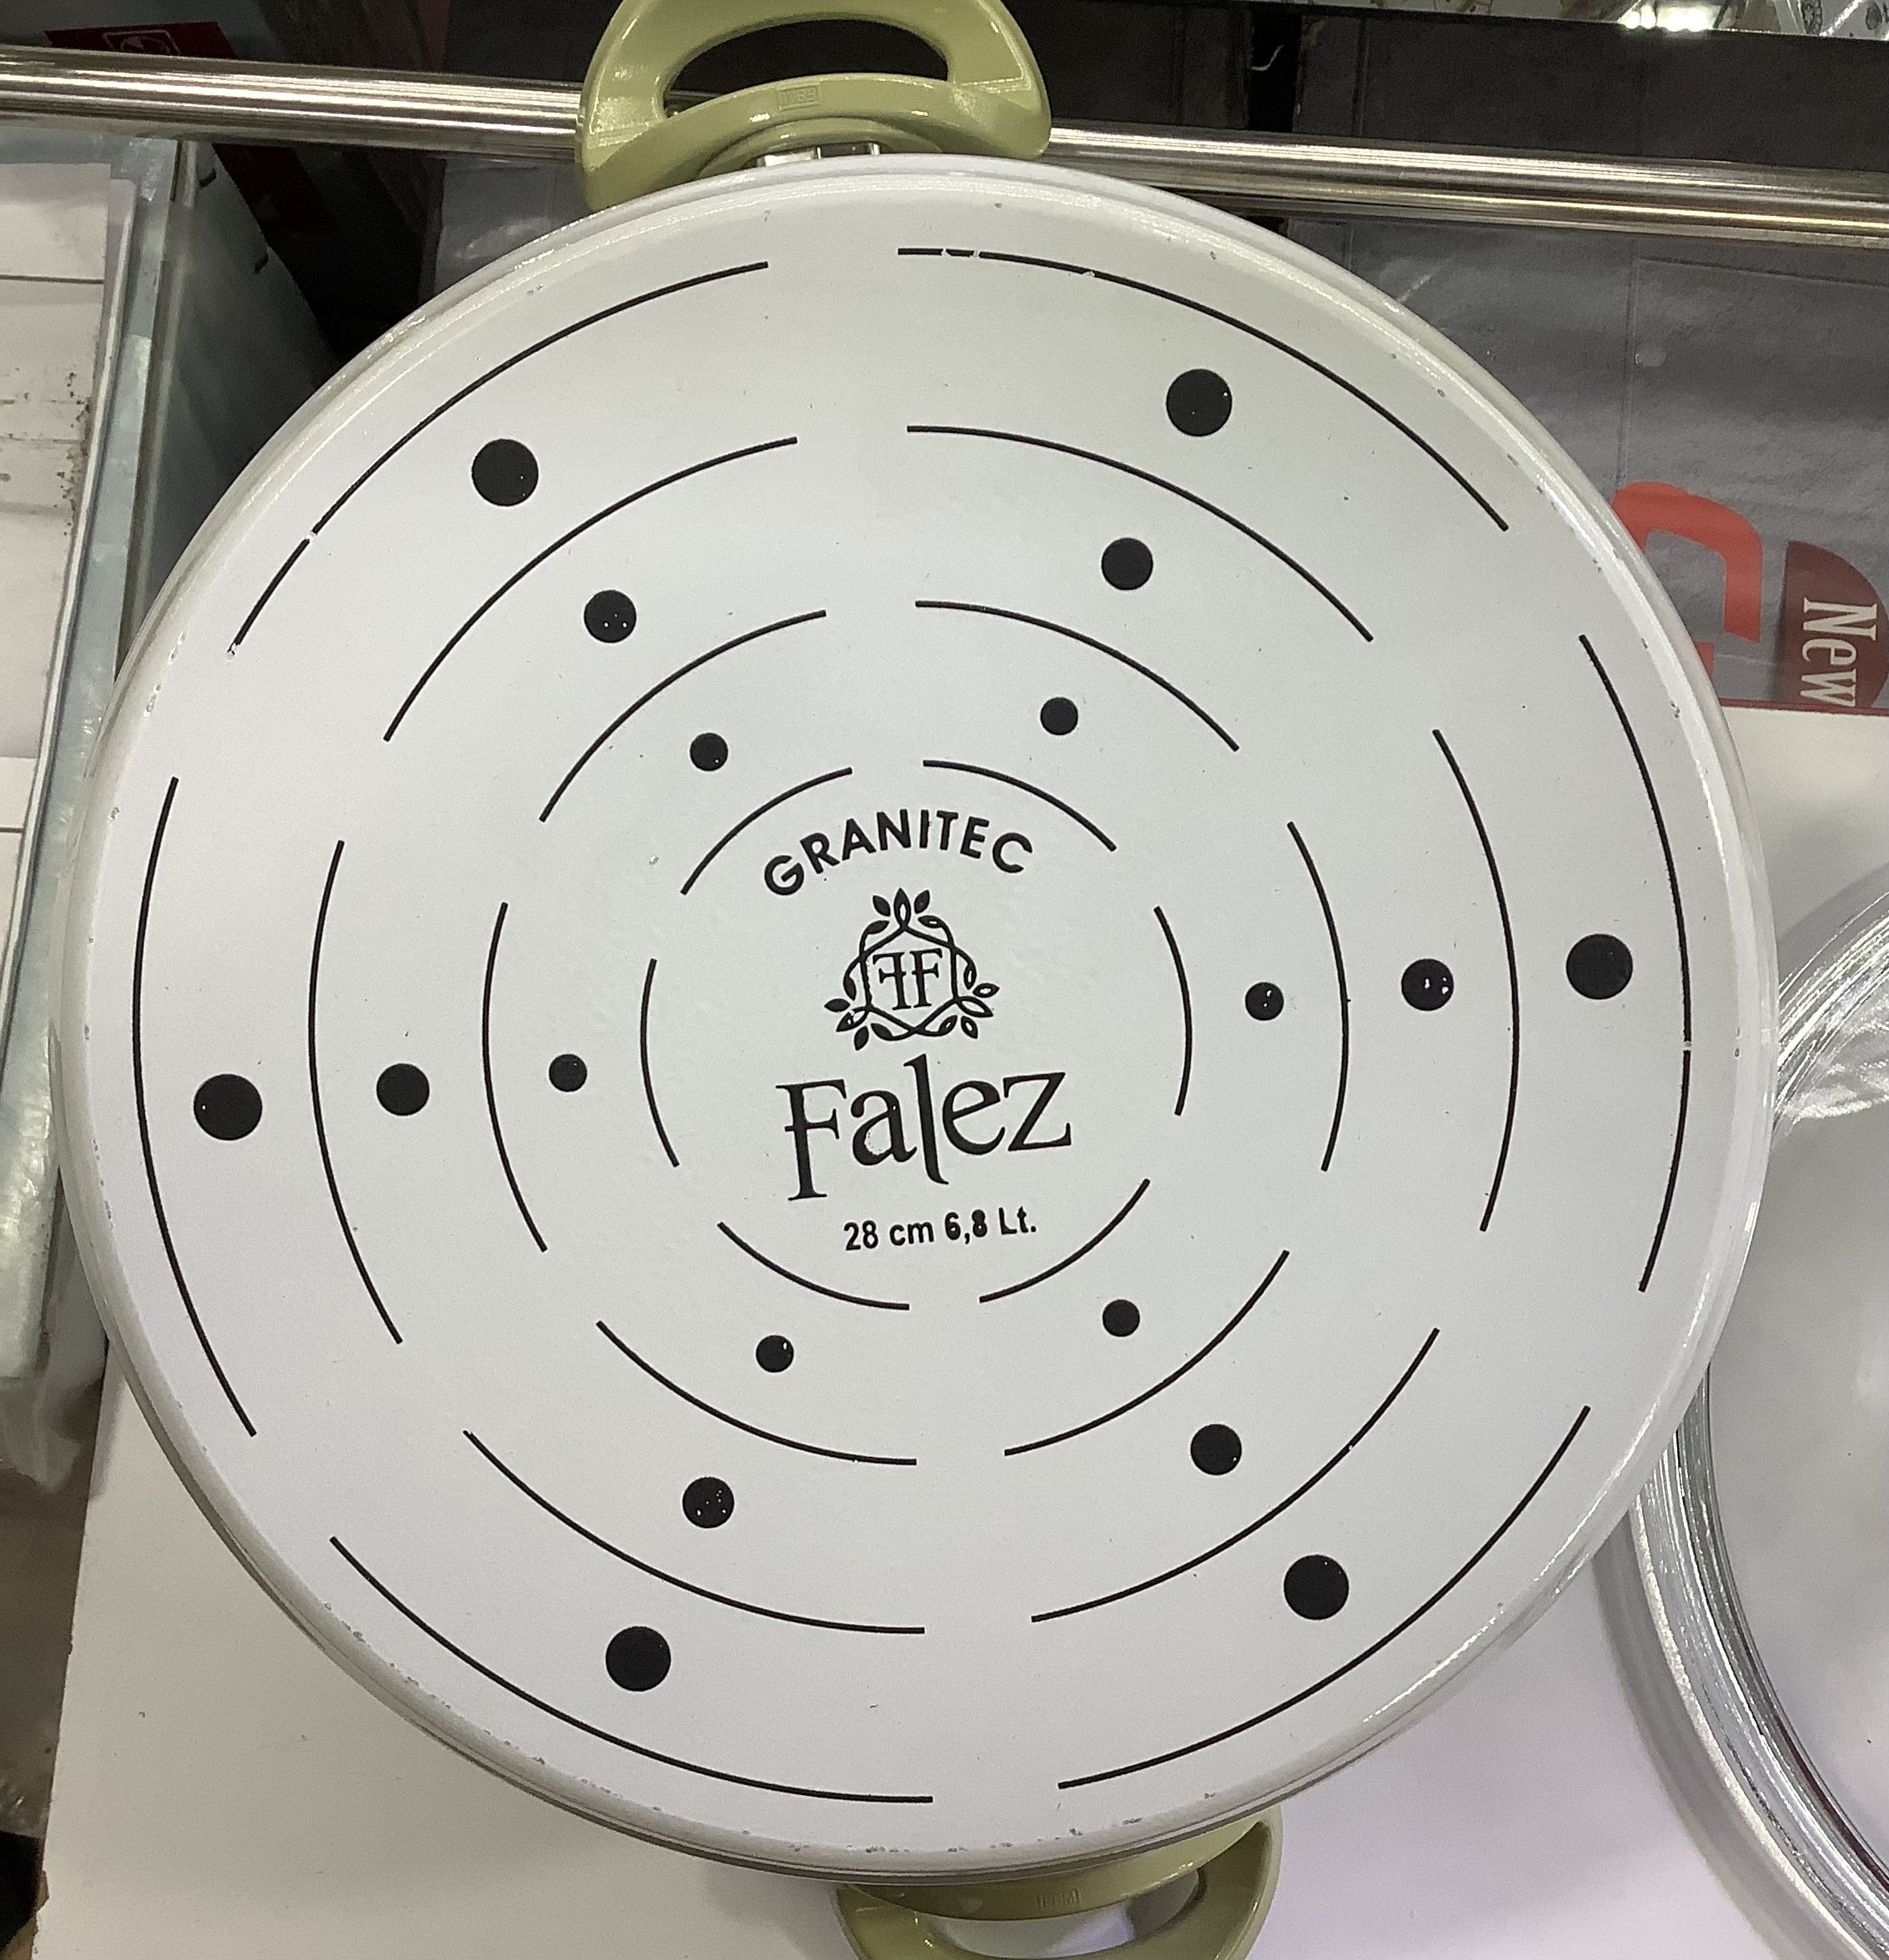 GRANITEC
FF
Falez
28 cm 6,8 Lt.
New